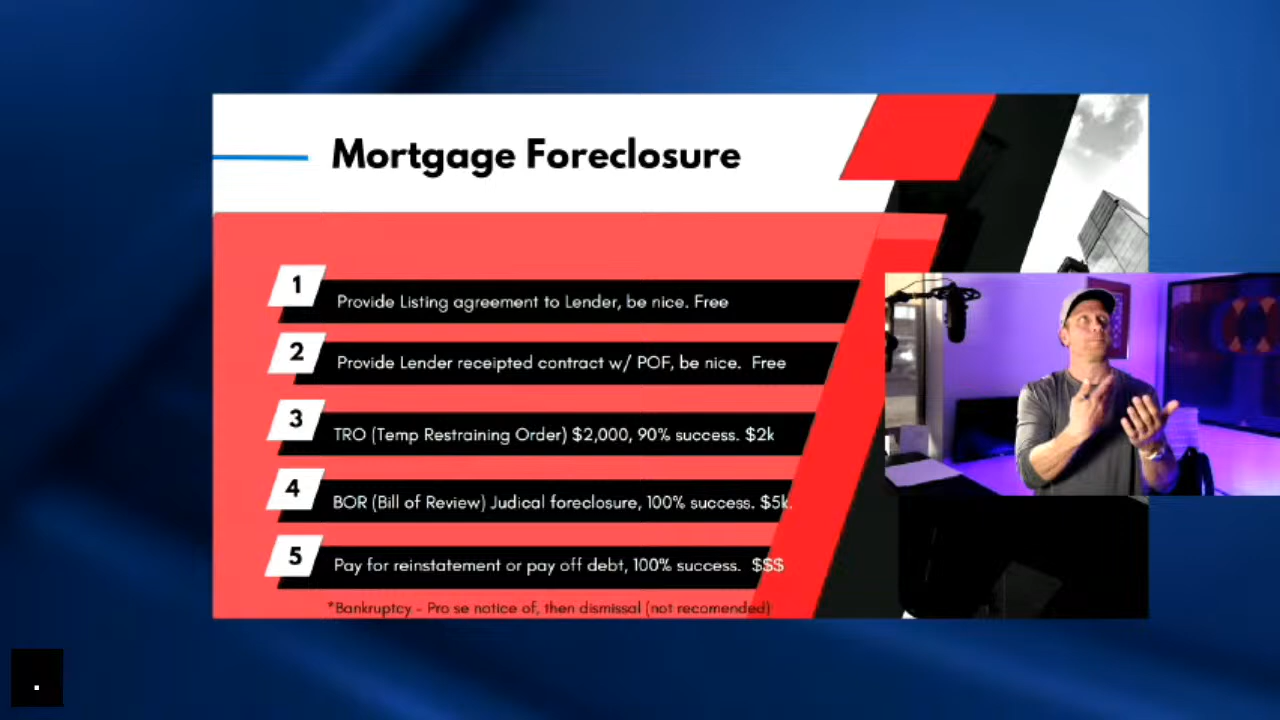 Mortgage Foreclosure
1
Provide Listing agreement to Lender, be nice. Free
2
Provide Lender receipted contract w/ POF, be nice. Free
3
TRO (Temp Restraining Order) $2,000, 90% success. $2k
4
BOR (Bill of Review) Judical foreclosure, 100% success. $5k.
5
Pay for reinstatement or pay off debt, 100% success. $$$
*Bankruptcy - Pro se notice of, then dismissal (not recomended)